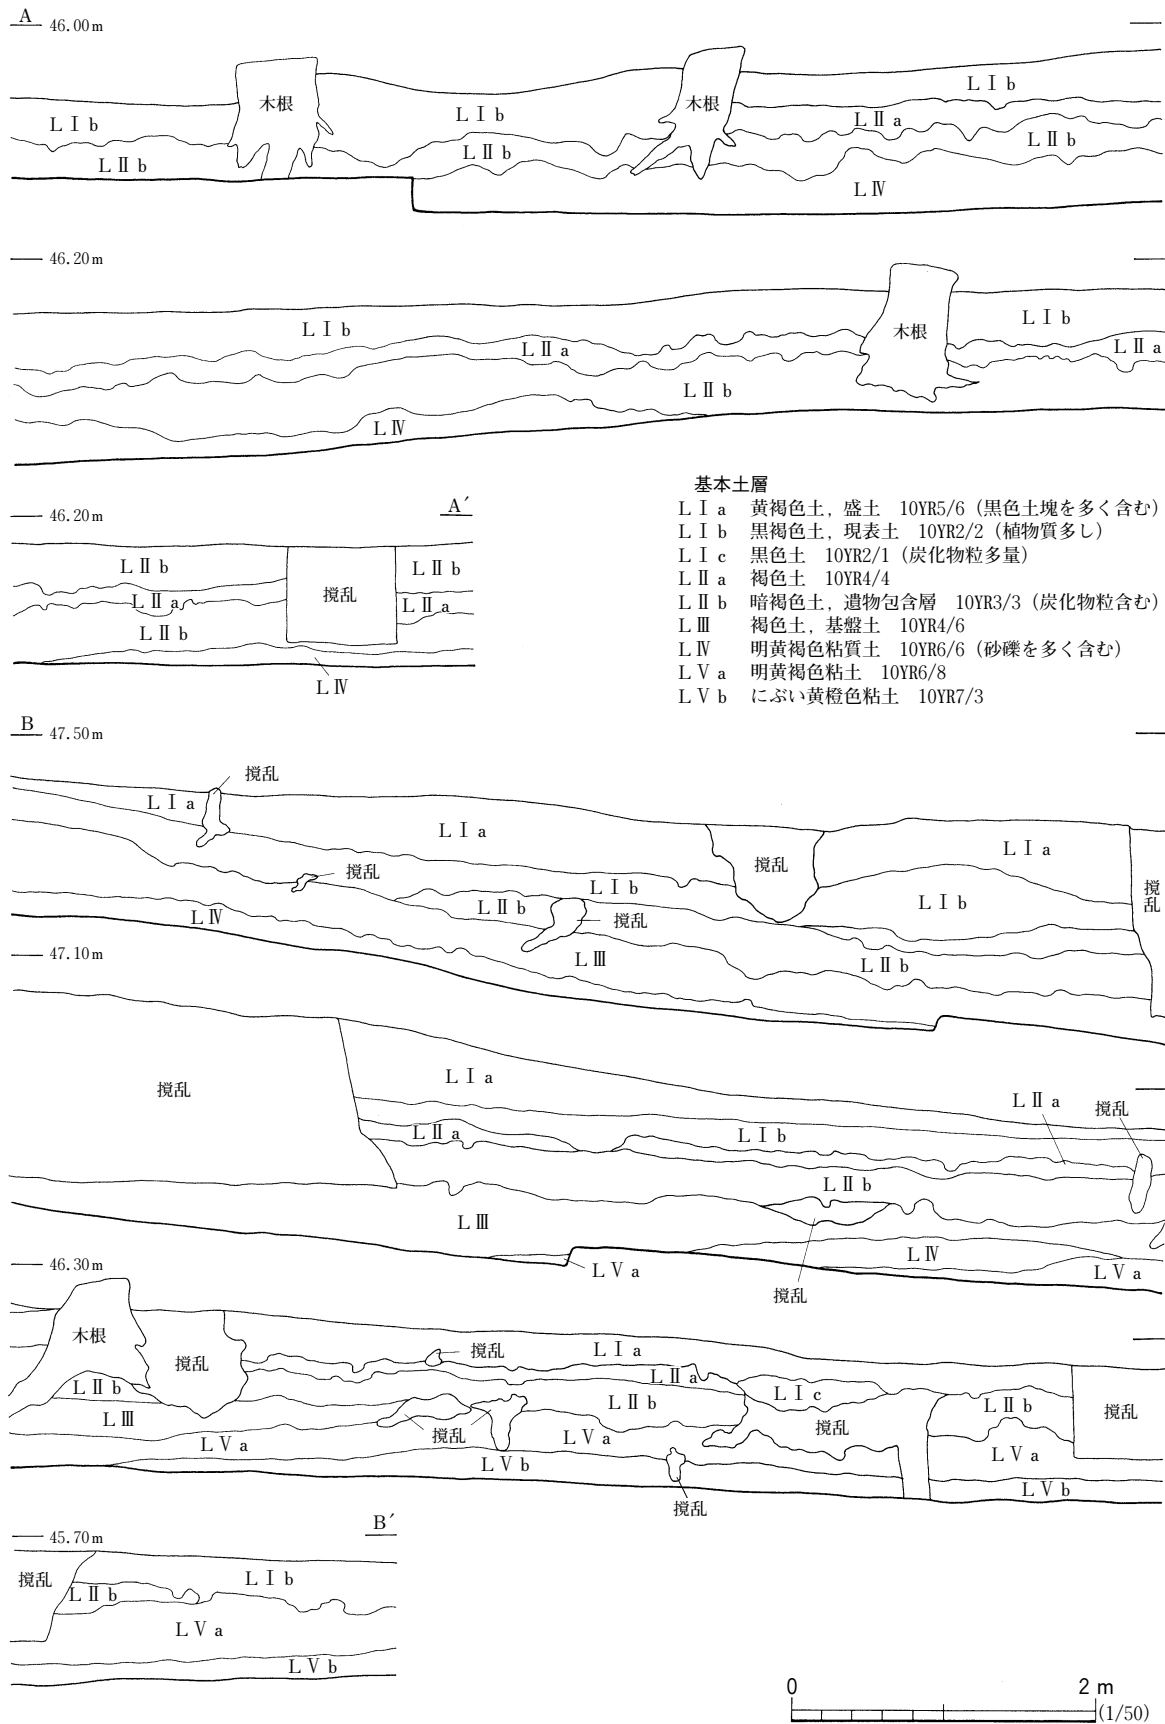 A
46.00m
木根
木根
LⅠb
LⅠb
LⅠb
LⅡa
LⅡb
LⅡb
LⅡb
LⅣ
46.20m
木根
LⅠb
LⅠb
LⅡa
LⅡa
LⅡb
LⅣ
46.20m
A′
LⅡb
LⅡb
撹乱
LⅡa
LⅡa
LⅡb
LⅣ
基本土層
LⅠa 黄褐色土，盛土 10YR5/6（黒色土塊を多く含む）
LⅠb 黒褐色土，現表土 10YR2/2（植物質多し）
LⅠc 黒色土 10YR2/1（炭化物粒多量）
LⅡa 褐色土 10YR4/4
LⅡb 暗褐色土，遺物包含層 10YR3/3（炭化物粒含む）
LⅢ 褐色土，基盤土 10YR4/6
LⅣ 明黄褐色粘質土 10YR6/6（砂礫を多く含む）
LⅤa 明黄褐色粘土 10YR6/8
LⅤb にぶい黄橙色粘土 10YR7/3
B
47.50m
撹乱
LⅠa
LⅠa
LⅠa
撹乱
撹乱
撹乱
LⅠb
LⅠb
LⅡb
LⅣ
撹乱
LⅢ
LⅡb
47.10m
撹乱
LⅠa
LⅡa
撹乱
LⅡa
LⅠb
LⅡb
LⅢ
LⅣ
LⅤa
LⅤa
撹乱
46.30m
木根
撹乱
撹乱
LⅠa
LⅡa
LⅡb
LⅠc
LⅡb
LⅡb
撹乱
LⅢ
撹乱
撹乱
LⅤa
LⅤa
LⅤa
LⅤb
LⅤb
撹乱
45.70m
B′
撹乱
LⅠb
LⅡb
LⅤa
LⅤb
0 2 m
(1/50)